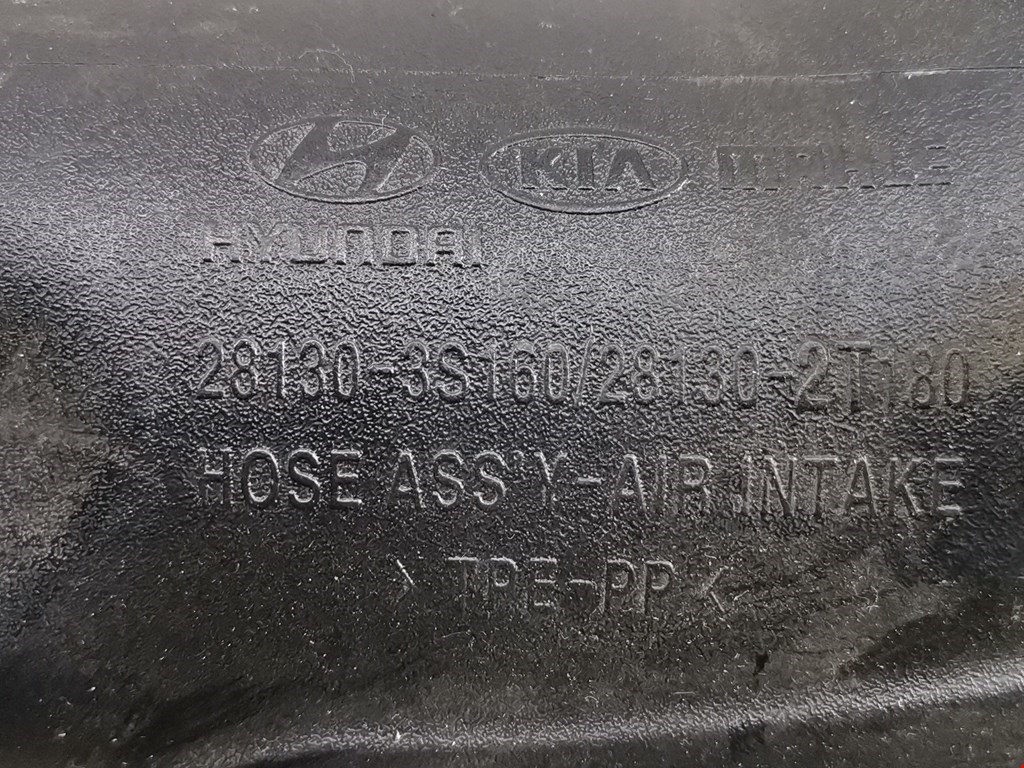 KIA MAHLE
HYUNDAI
28130-3S160/28130-2T180
HOSE ASS'Y-AIR INTAKE
>TPE-PP<